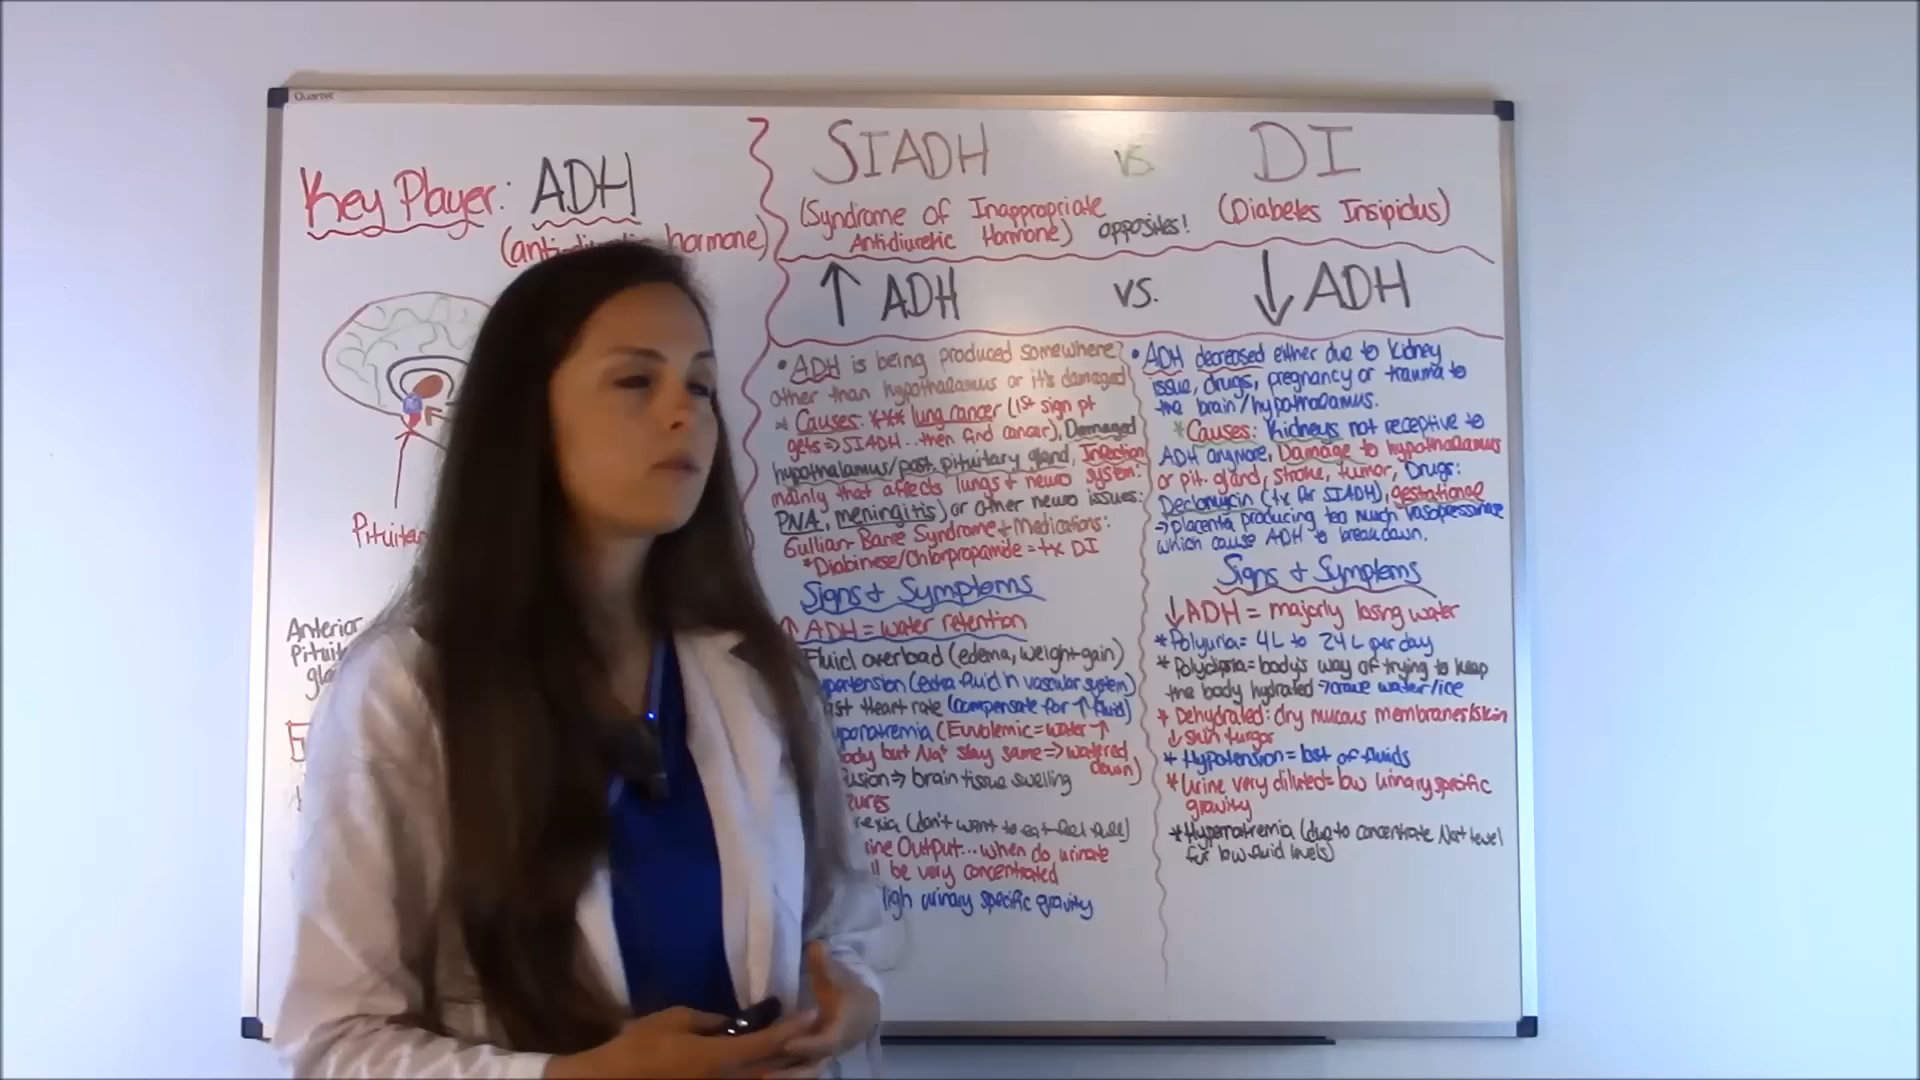 Quartet
Key Player: ADH
hormone)
Pituitar
Anterior
SIADH vs. DI
(Syndrome of Inappropriate
Antidiuretic Hormone)
opposites!
(Diabetes Insipidus)
↑ ADH vs. ↓ ADH
• ADH is being produced somewhere
other than hypothalamus or it's damaged
Causes: *** lung cancer (1st sign pt
gets => SIADH...then find cancer), Damaged
hypothalamus/post. pituitary gland, Infection
mainly that affects lungs + neuro system:
PNA, meningitis) or other neuro issues:
Gullian-Barre Syndrome + Medications:
*Diabinese/Chlorpropamide = tx DI
Signs + Symptoms
↑ ADH = water retention
Fluid overload (edema, weight gain)
pertension (extra fluid in vascular system)
ast Heart rate (compensate for ↑ fluid)
ponatremia (Euvolemic = water ↑
ody but Na+ stay same => watered
down)
usion => brain tissue swelling
zures
rexia (don't want to eat feel full)
ine Output... when do urinate
ll be very concentrated
High urinary specific gravity
• ADH decreased either due to kidney
issue, drugs, pregnancy or trauma to
the brain/hypothalamus.
*Causes: Kidneys not receptive to
ADH anymore, Damage to hypothalamus
or pit. gland, stroke, tumor, Drugs:
Declomycin (tx for SIADH), gestational
→ placenta producing too much vasopressinase
which cause ADH to breakdown.
Signs + Symptoms
↓ ADH = majorly losing water
*Polyuria = 4L to 24L per day
*Polydipsia = body's way of trying to keep
the body hydrated → crave water/ice
* Dehydrated: dry mucous membranes/skin
↓ skin turgor
* Hypotension = lost of fluids
*Urine very diluted = low urinary specific
gravity
*Hypernatremia (due to concentrate Na+ level
for low fluid levels)